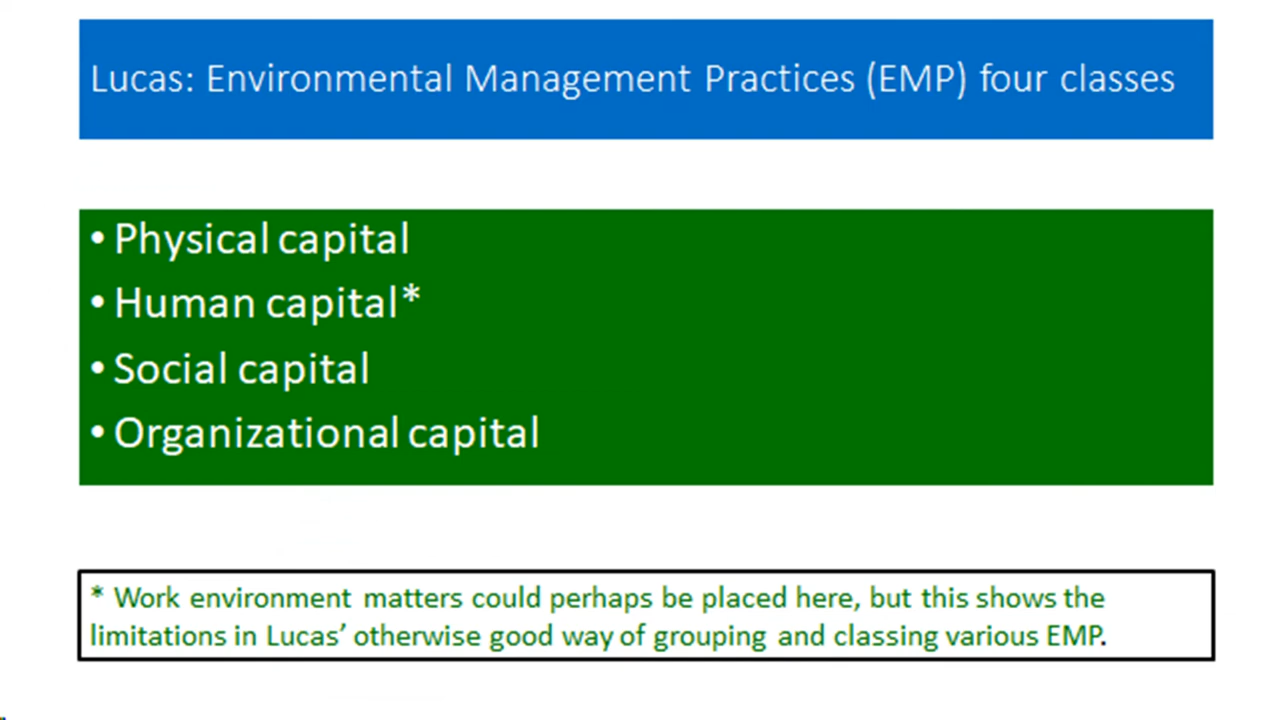 Lucas: Environmental Management Practices (EMP) four classes
• Physical capital
• Human capital*
• Social capital
• Organizational capital
* Work environment matters could perhaps be placed here, but this shows the
limitations in Lucas’ otherwise good way of grouping and classing various EMP.